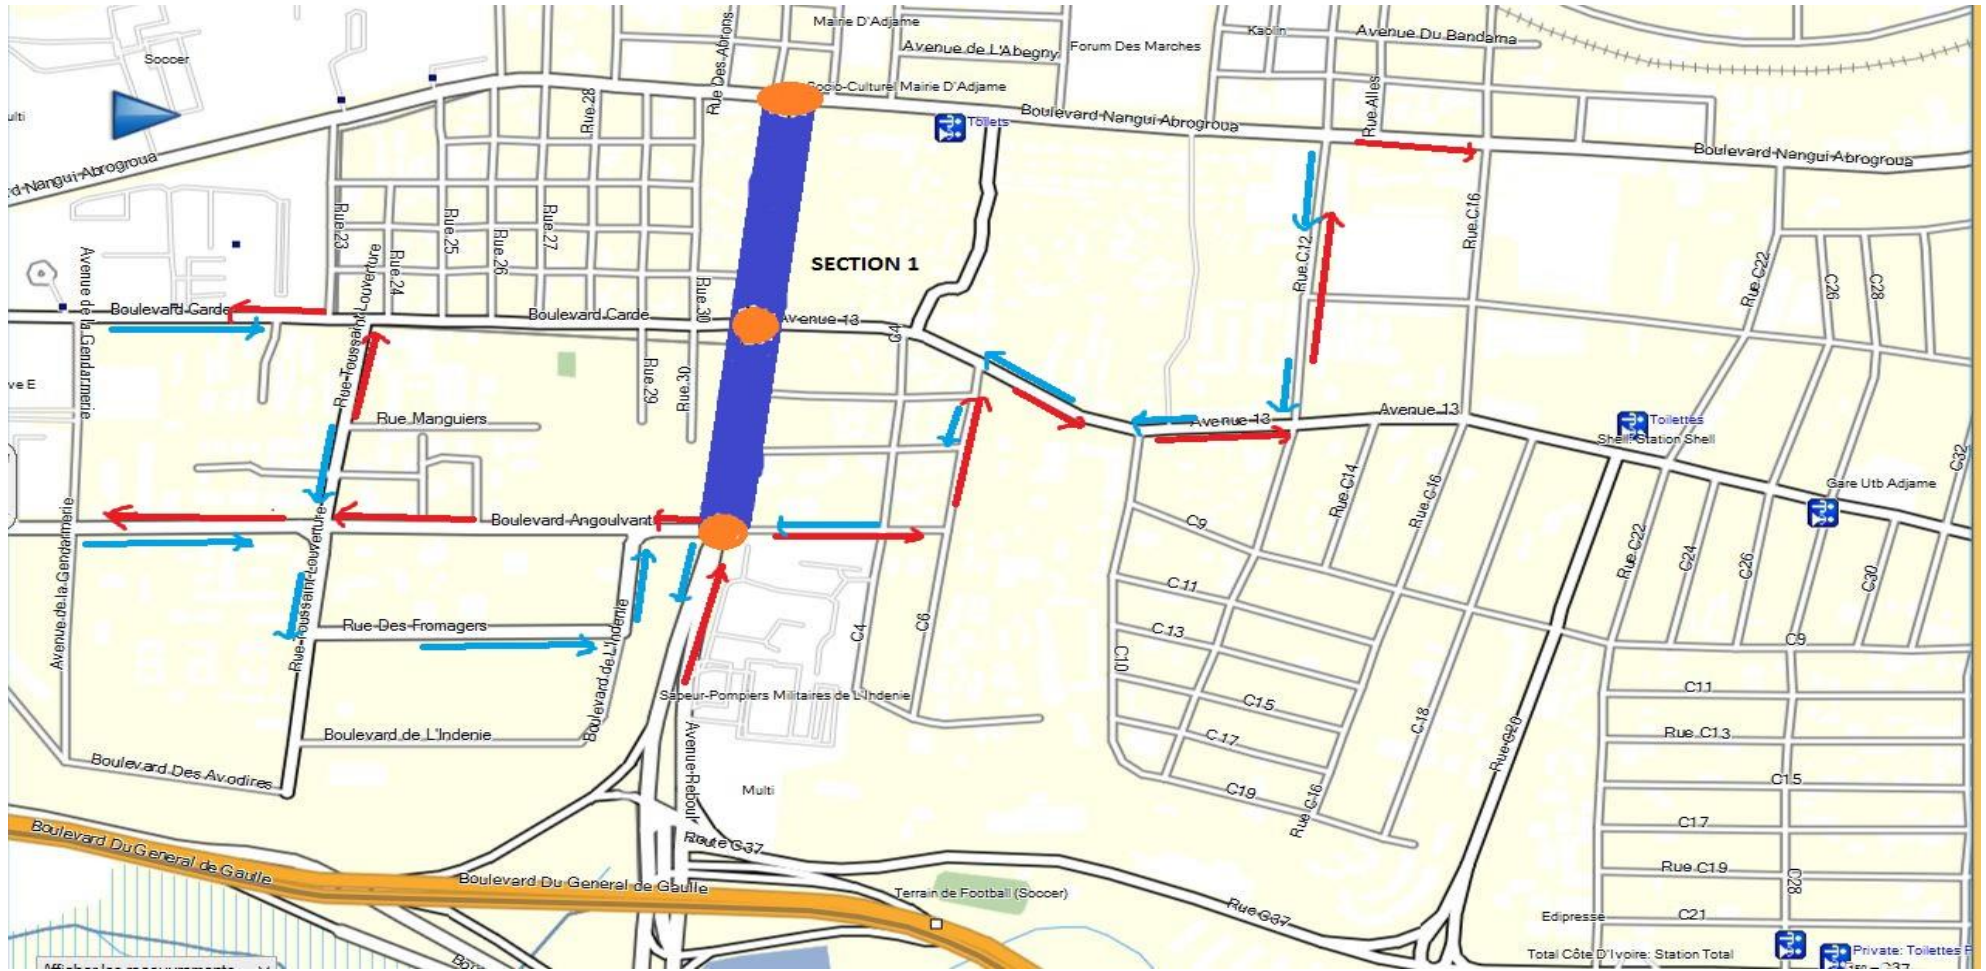 Mairie D'Adjame
Kaolin
Avenue Du Bandama
Avenue de L'Abegny
Forum Des Marches
Soccer
Rue Des Abrons
Socio-Culturel Mairie D'Adjame
Rue Alles
ulti
Rue 28
Toilets
Boulevard Nangui Abrogroua
Boulevard Nangui Abrogroua
rd Nangui Abrogroua
Rue 23
Rue 25
Rue 27
Rue 26
Rue 24
Rue C16
Rue C12
Rue C22
C26
C28
SECTION 1
Avenue de la Gendarmerie
Rue Toussaint Louverture
Rue 30
Boulevard Carde
Boulevard Carde
Avenue 13
C4
ve E
Rue 29
Rue 30
Rue Manguiers
Avenue 13
Avenue 13
Toilettes
Shell: Station Shell
C32
Gare Utb Adjame
Rue C14
Rue C16
Boulevard Angoulvant
C9
Avenue de la Gendarmerie
Rue Toussaint Louverture
Rue C22
C24
C26
C30
C11
Rue Des Fromagers
Boulevard de L'Indenie
C4
C6
C13
C9
C10
Sapeur-Pompiers Militaires de L'Indenie
C15
C11
Boulevard de L'Indenie
Avenue Reboul
C17
C18
Rue C20
Rue C13
Boulevard Des Avodires
Multi
C19
Rue C16
C15
Boulevard Du General de Gaulle
Route G37
C17
Boulevard Du General de Gaulle
Terrain de Football (Soccer)
Rue G37
Rue C19
C28
Edipresse
C21
Total Côte D'Ivoire: Station Total
Private: Toilettes P
Afficher les recouvrements